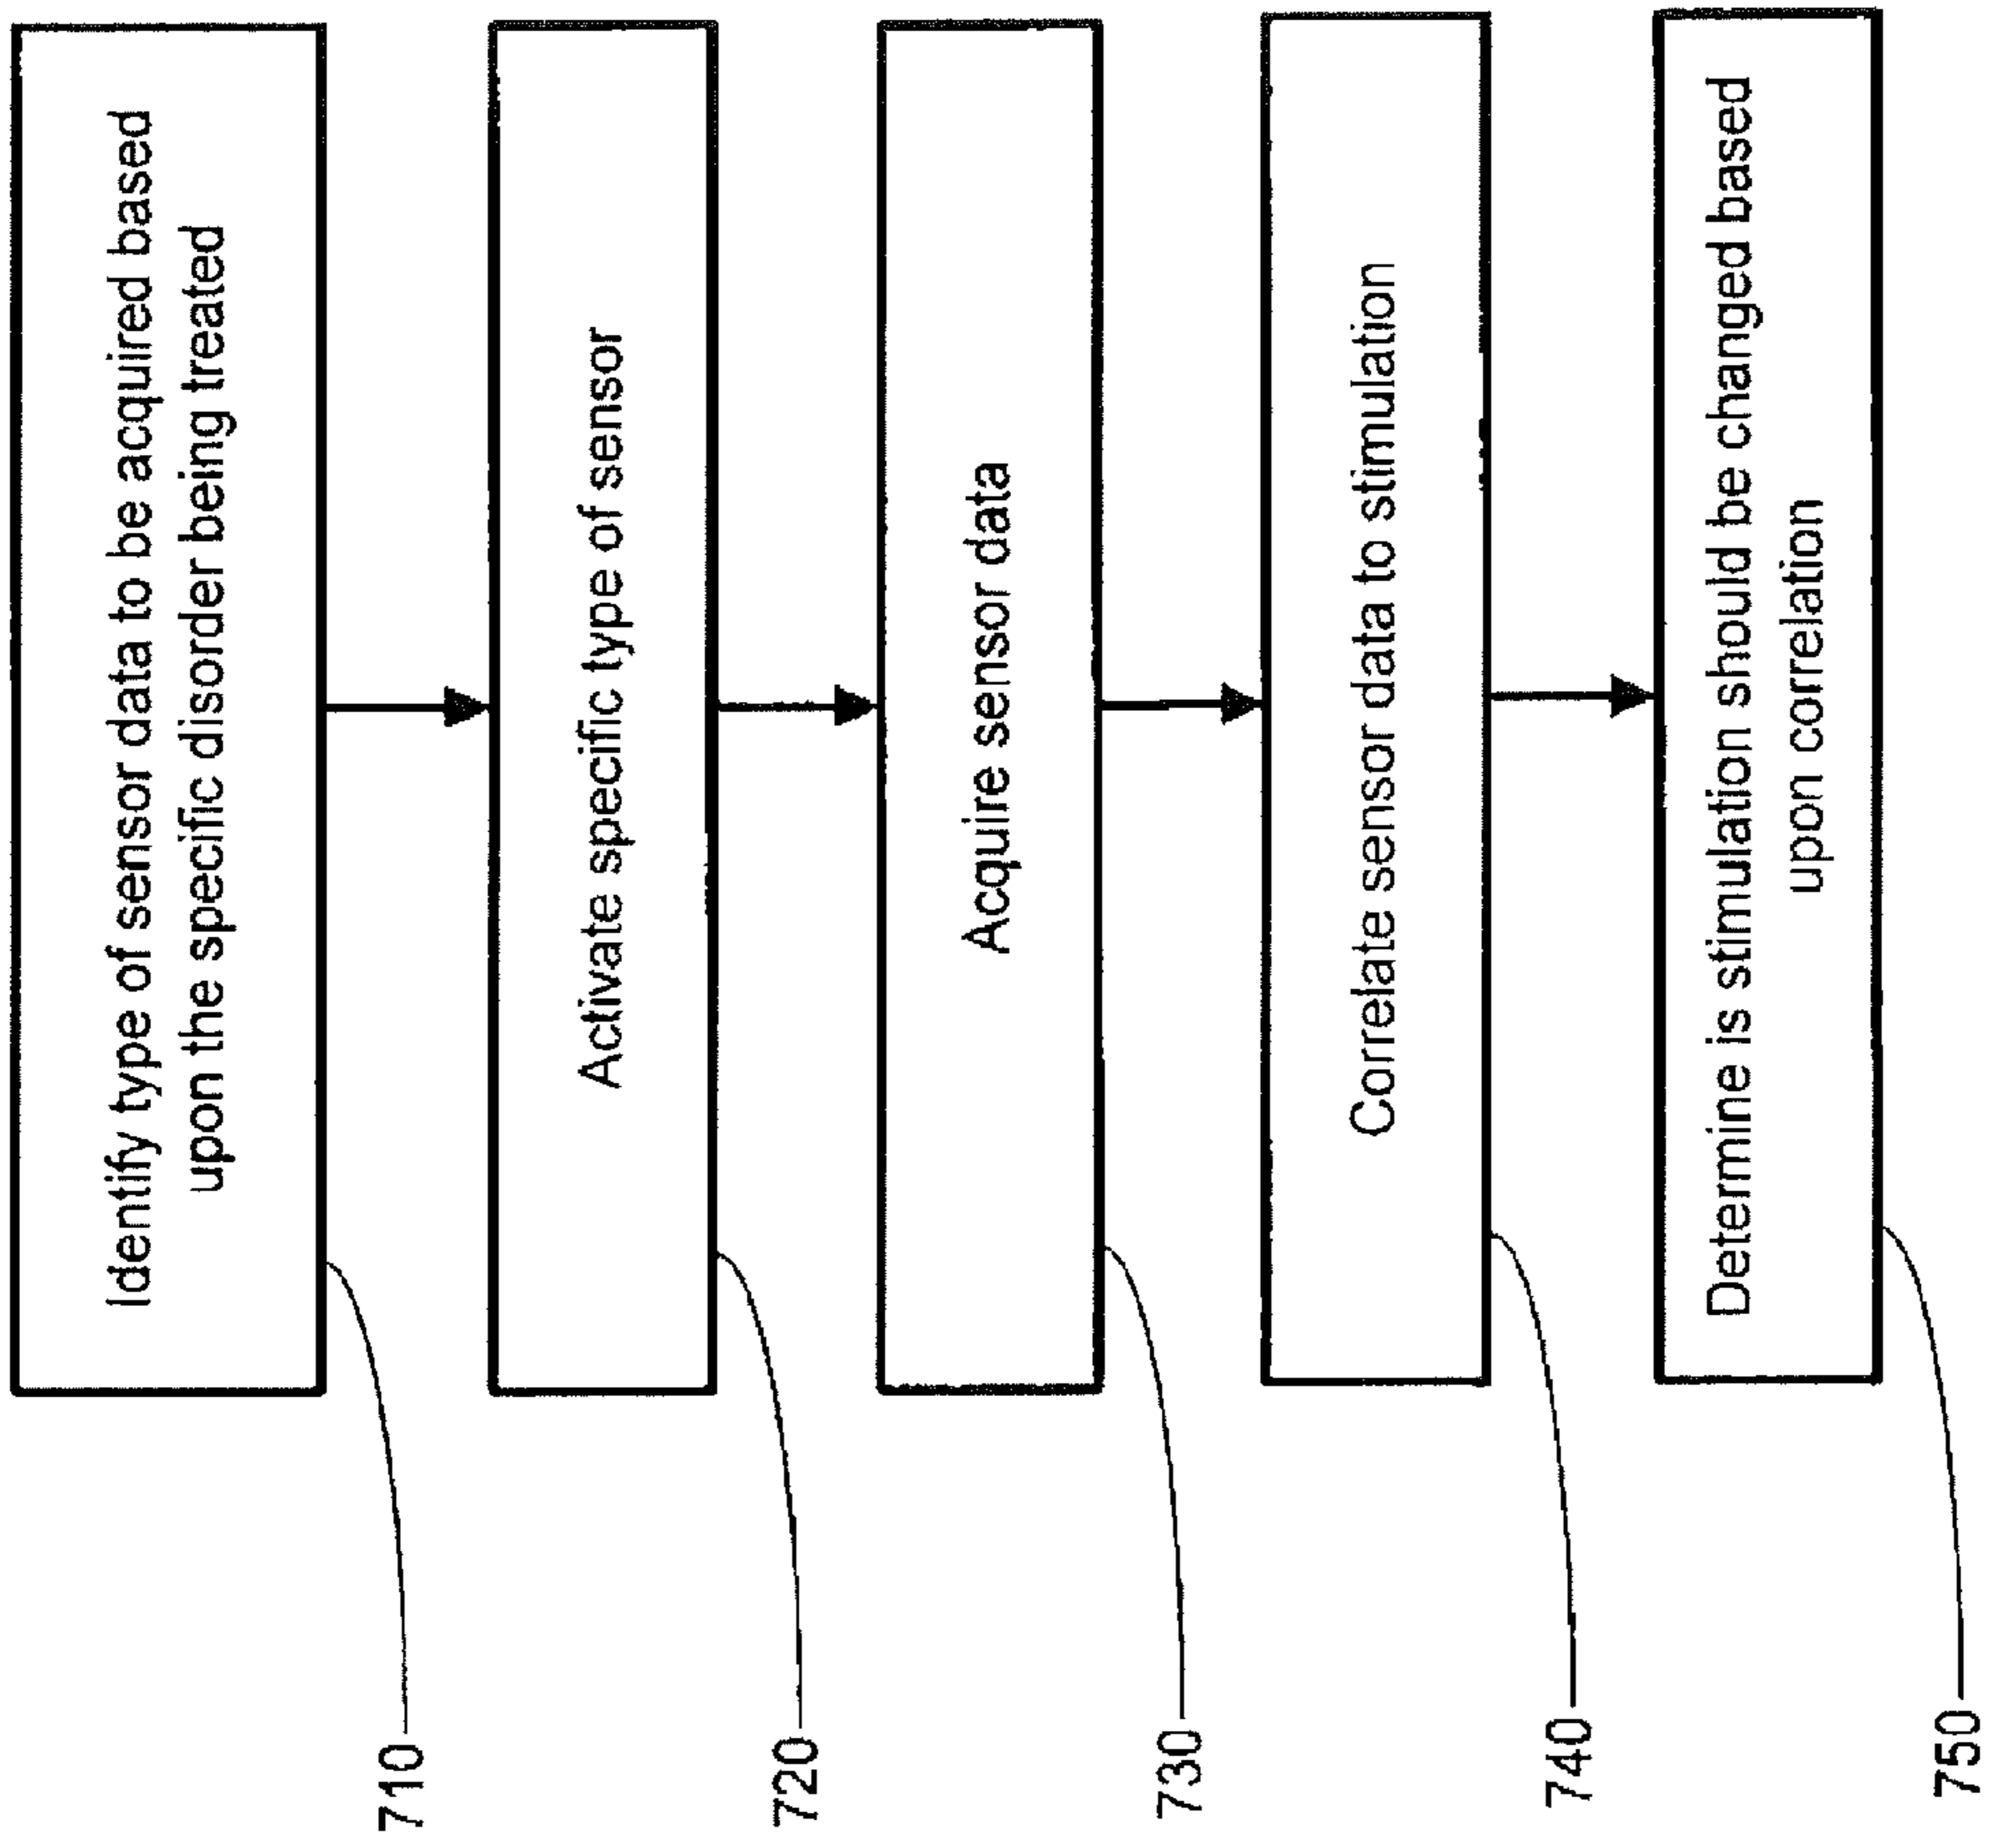 Identify type of sensor data to be acquired based
upon the specific disorder being treated
710
Activate specific type of sensor
720
Acquire sensor data
730
Correlate sensor data to stimulation
740
Determine is stimulation should be changed based
upon correlation
750